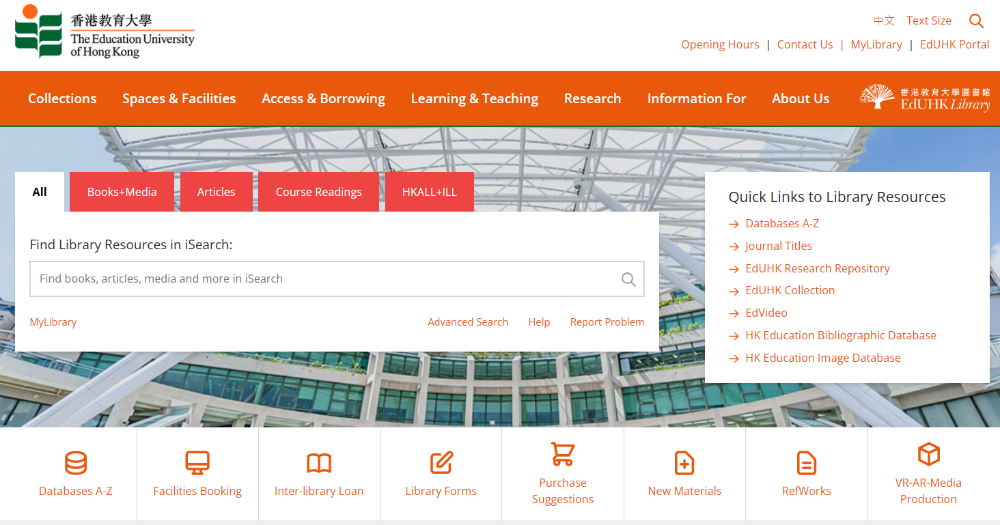 香港教育大學
The Education University
of Hong Kong
中文 Text Size
Opening Hours | Contact Us | MyLibrary | EdUHK Portal
Collections Spaces & Facilities Access & Borrowing Learning & Teaching Research Information For About Us
香港教育大學圖書館
EdUHK Library
All Books+Media Articles Course Readings HKALL+ILL
Find Library Resources in iSearch:
Find books, articles, media and more in iSearch
MyLibrary Advanced Search Help Report Problem
Quick Links to Library Resources
Databases A-Z
Journal Titles
EdUHK Research Repository
EdUHK Collection
EdVideo
HK Education Bibliographic Database
HK Education Image Database
Databases A-Z
Facilities Booking
Inter-library Loan
Library Forms
Purchase
Suggestions
New Materials
RefWorks
VR-AR-Media
Production